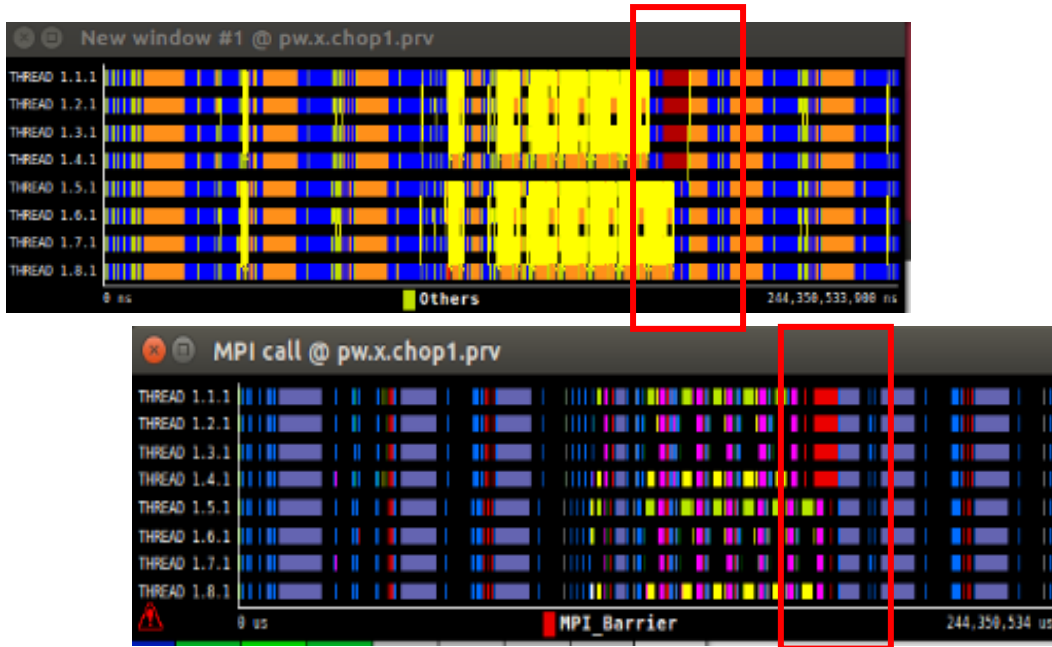 New window #1 @ pw.x.chop1.prv
THREAD 1.1.1
THREAD 1.2.1
THREAD 1.3.1
THREAD 1.4.1
THREAD 1.5.1
THREAD 1.6.1
THREAD 1.7.1
THREAD 1.8.1
0 ns Others 244,350,533,900 ns
MPI call @ pw.x.chop1.prv
THREAD 1.1.1
THREAD 1.2.1
THREAD 1.3.1
THREAD 1.4.1
THREAD 1.5.1
THREAD 1.6.1
THREAD 1.7.1
THREAD 1.8.1
0 us MPI_Barrier 244,350,534 us